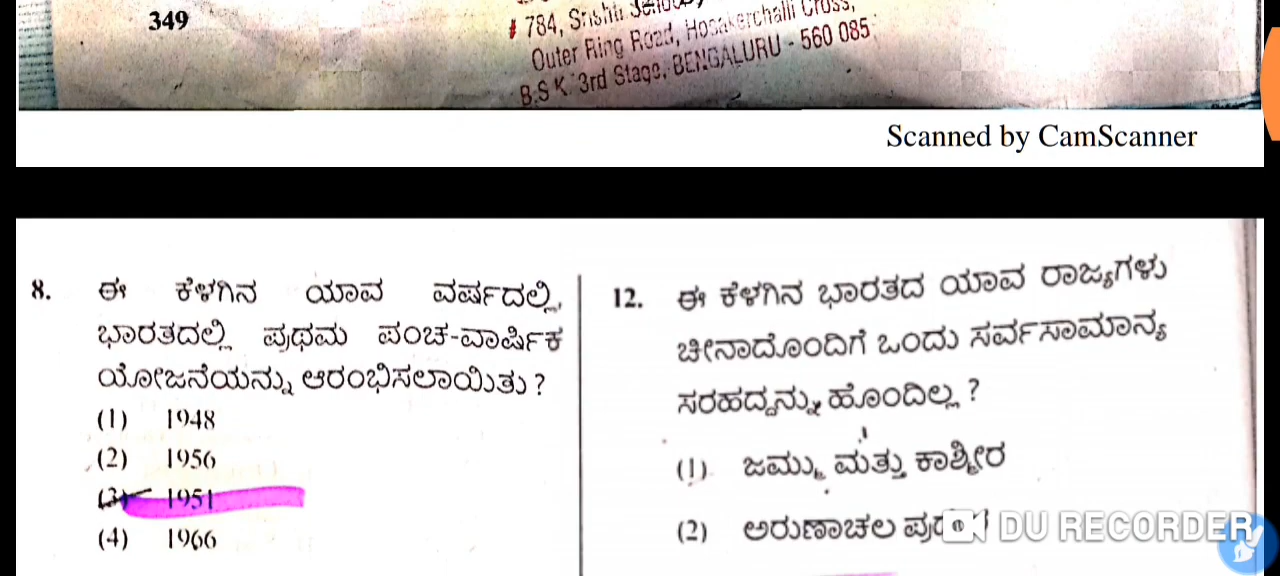 349
# 784,
Outer Ring Road, Hosakerehalli Cross,
B.S.K. 3rd Stage, BENGALURU - 560 085
Scanned by CamScanner
8. ಈ ಕೆಳಗಿನ ಯಾವ ವರ್ಷದಲ್ಲಿ,
ಭಾರತದಲ್ಲಿ ಪ್ರಥಮ ಪಂಚ-ವಾರ್ಷಿಕ
ಯೋಜನೆಯನ್ನು ಆರಂಭಿಸಲಾಯಿತು ?
(1) 1948
(2) 1956
(3) 1951
(4) 1966
12. ಈ ಕೆಳಗಿನ ಭಾರತದ ಯಾವ ರಾಜ್ಯಗಳು
ಚೀನಾದೊಂದಿಗೆ ಒಂದು ಸರ್ವಸಾಮಾನ್ಯ
ಸರಹದ್ದನ್ನು ಹೊಂದಿಲ್ಲ ?
(1) ಜಮ್ಮು ಮತ್ತು ಕಾಶ್ಮೀರ
(2) ಅರುಣಾಚಲ
DU RECORDER